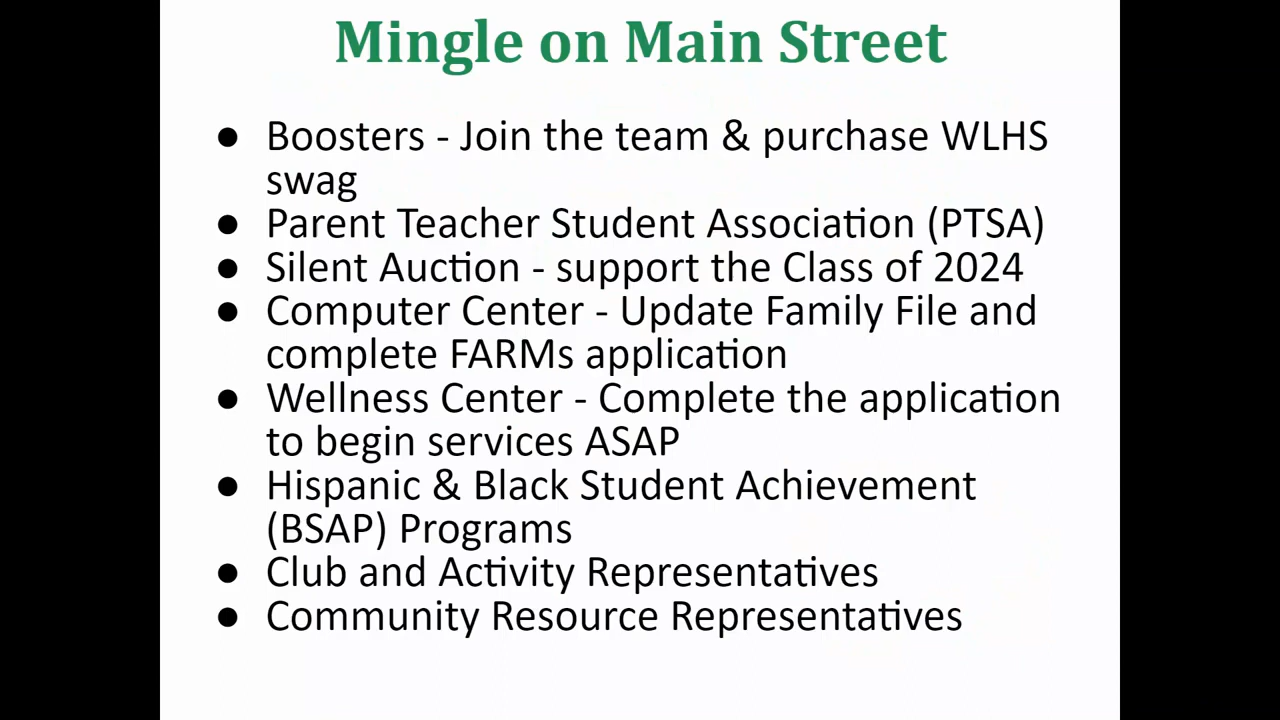 Mingle on Main Street
● Boosters - Join the team & purchase WLHS
swag
● Parent Teacher Student Association (PTSA)
● Silent Auction - support the Class of 2024
● Computer Center - Update Family File and
complete FARMs application
● Wellness Center - Complete the application
to begin services ASAP
● Hispanic & Black Student Achievement
(BSAP) Programs
● Club and Activity Representatives
● Community Resource Representatives